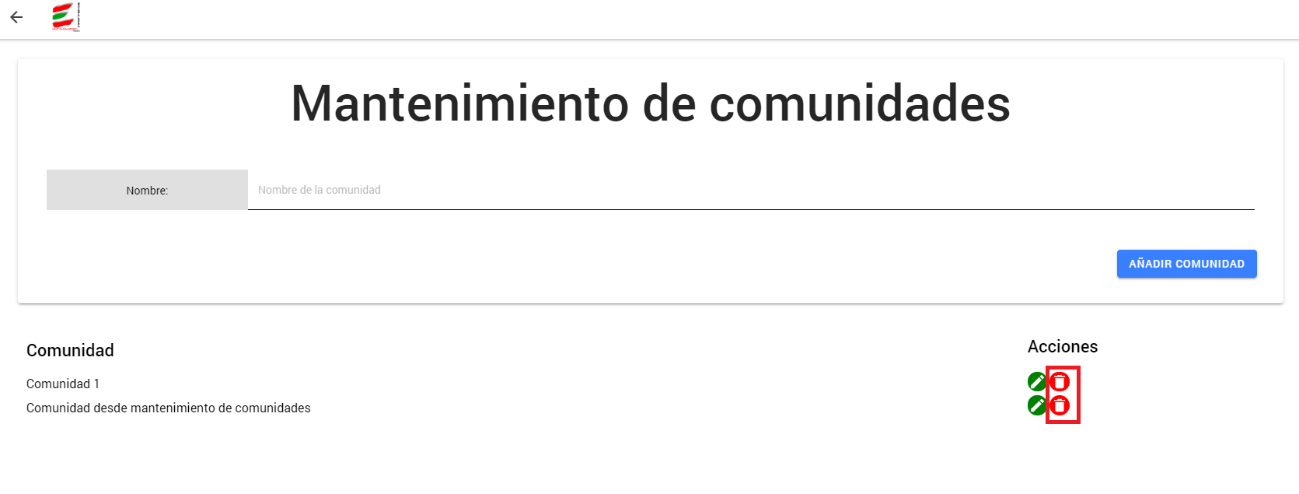 Mantenimiento de comunidades
Nombre:
Nombre de la comunidad
AÑADIR COMUNIDAD
Comunidad
Acciones
Comunidad 1
Comunidad desde mantenimiento de comunidades